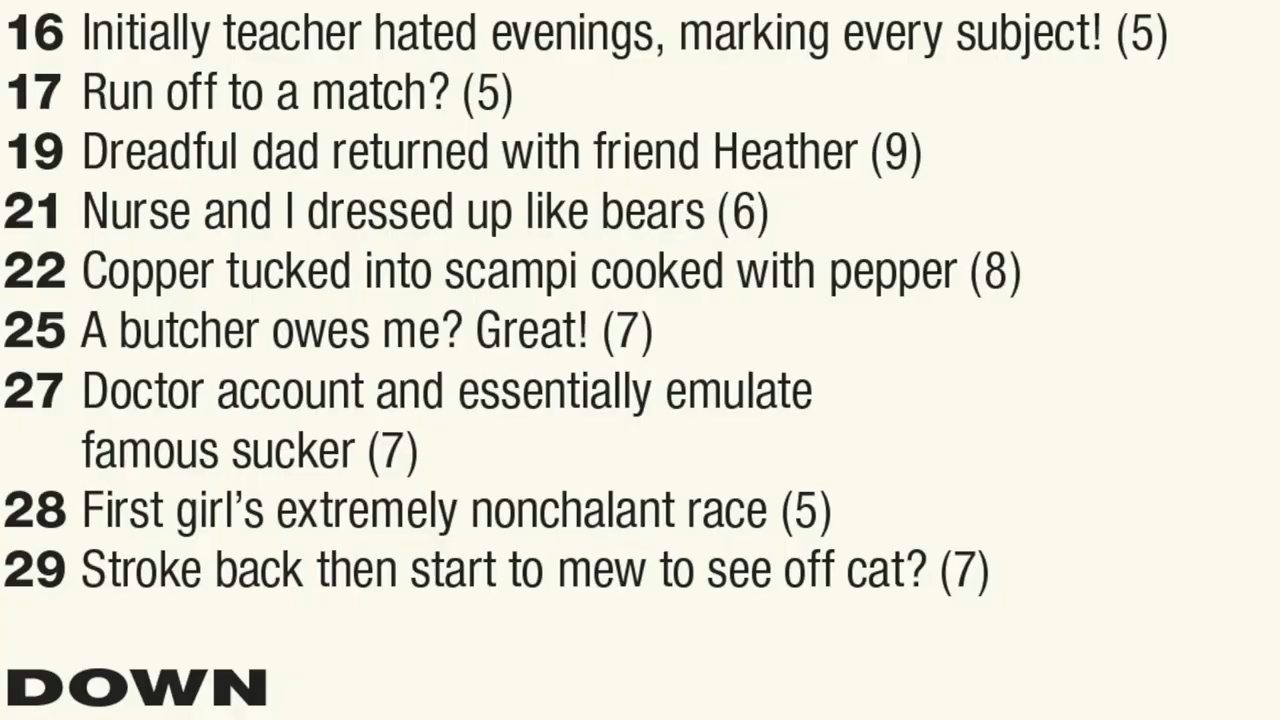 16 Initially teacher hated evenings, marking every subject! (5)
17 Run off to a match? (5)
19 Dreadful dad returned with friend Heather (9)
21 Nurse and I dressed up like bears (6)
22 Copper tucked into scampi cooked with pepper (8)
25 A butcher owes me? Great! (7)
27 Doctor account and essentially emulate
famous sucker (7)
28 First girl's extremely nonchalant race (5)
29 Stroke back then start to mew to see off cat? (7)
DOWN